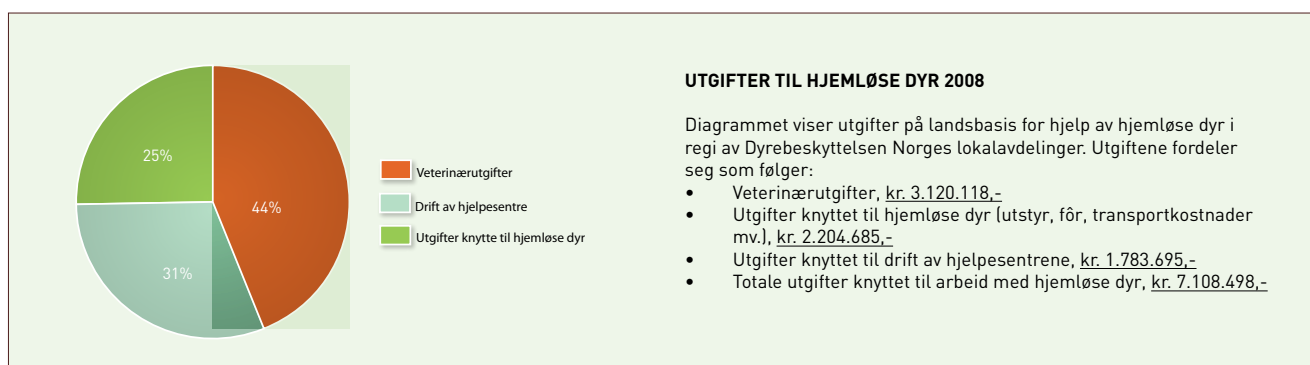 25%
44%
31%
Veterinærutgifter
Drift av hjelpesentre
Utgifter knytte til hjemløse dyr
UTGIFTER TIL HJEMLØSE DYR 2008
Diagrammet viser utgifter på landsbasis for hjelp av hjemløse dyr i
regi av Dyrebeskyttelsen Norges lokalavdelinger. Utgiftene fordeler
seg som følger:
• Veterinærutgifter, kr. 3.120.118,-
• Utgifter knyttet til hjemløse dyr (utstyr, fôr, transportkostnader
mv.), kr. 2.204.685,-
• Utgifter knyttet til drift av hjelpesentrene, kr. 1.783.695,-
• Totale utgifter knyttet til arbeid med hjemløse dyr, kr. 7.108.498,-